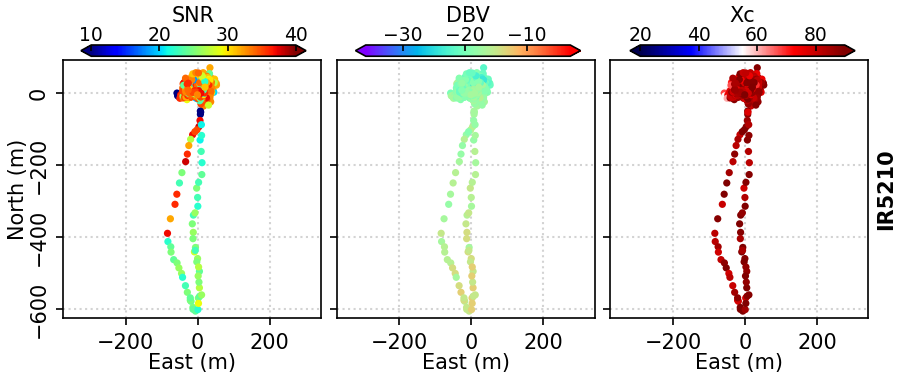 SNR DBV Xc
10 20 30 40 −30 −20 −10 20 40 60 80
North (m)
0
−200
−400
−600
IR5210
−200 0 200 −200 0 200 −200 0 200
East (m) East (m) East (m)